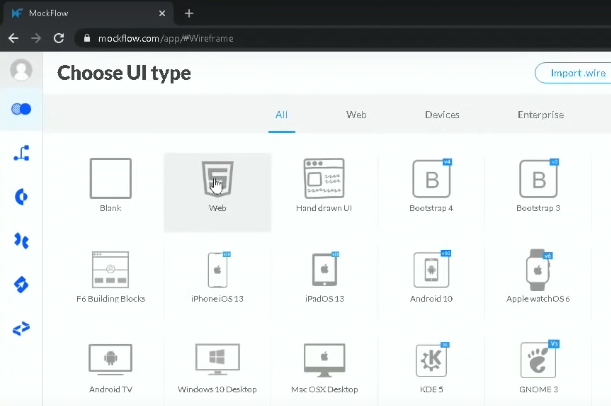 MockFlow
mockflow.com/app/#Wireframe
Choose UI type
Import .wire
All Web Devices Enterprise
Blank Web Hand drawn UI Bootstrap 4 Bootstrap 3
F6 Building Blocks iPhone iOS 13 iPadOS 13 Android 10 Apple watchOS 6
Android TV Windows 10 Desktop Mac OSX Desktop KDE 5 GNOME 3